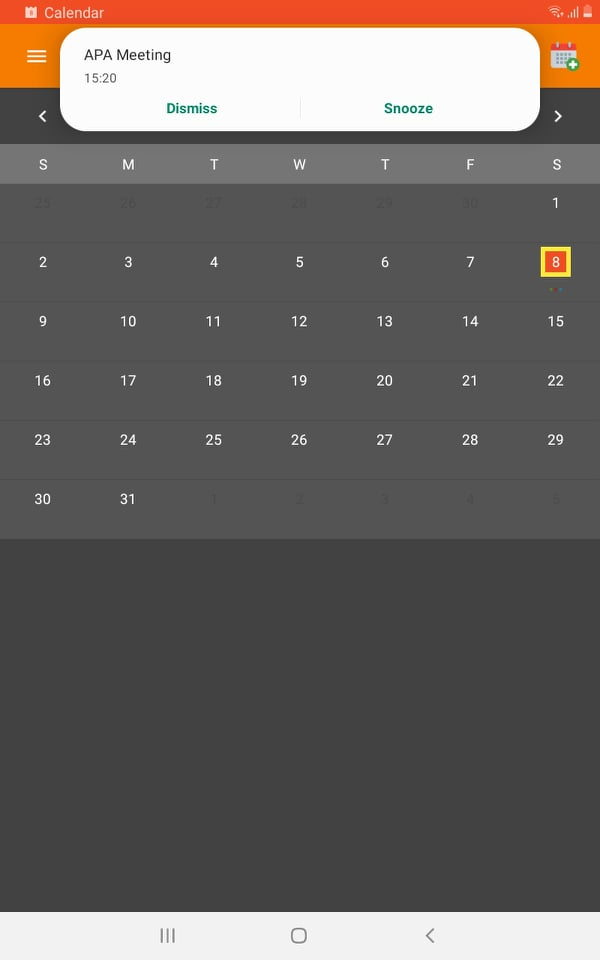 Calendar
APA Meeting
15:20
Dismiss Snooze
S M T W T F S
25 26 27 28 29 30 1
2 3 4 5 6 7 8
9 10 11 12 13 14 15
16 17 18 19 20 21 22
23 24 25 26 27 28 29
30 31 1 2 3 4 5